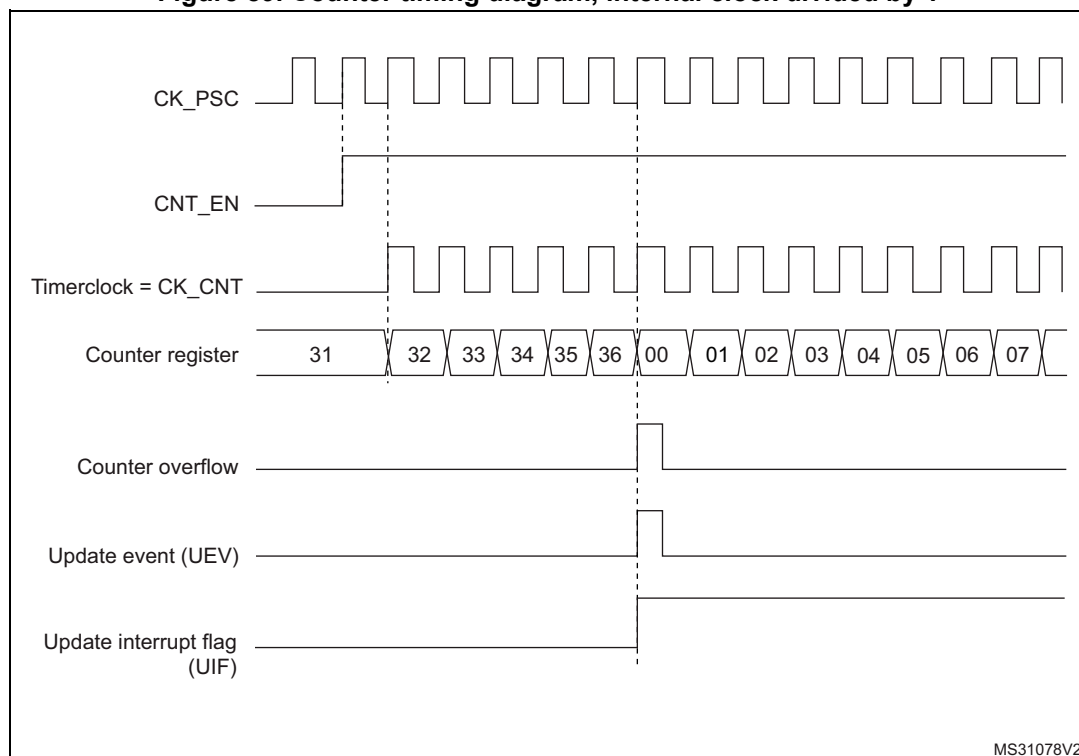 CK_PSC
CNT_EN
Timerclock = CK_CNT
Counter register 31 32 33 34 35 36 00 01 02 03 04 05 06 07
Counter overflow
Update event (UEV)
Update interrupt flag
(UIF)
MS31078V2